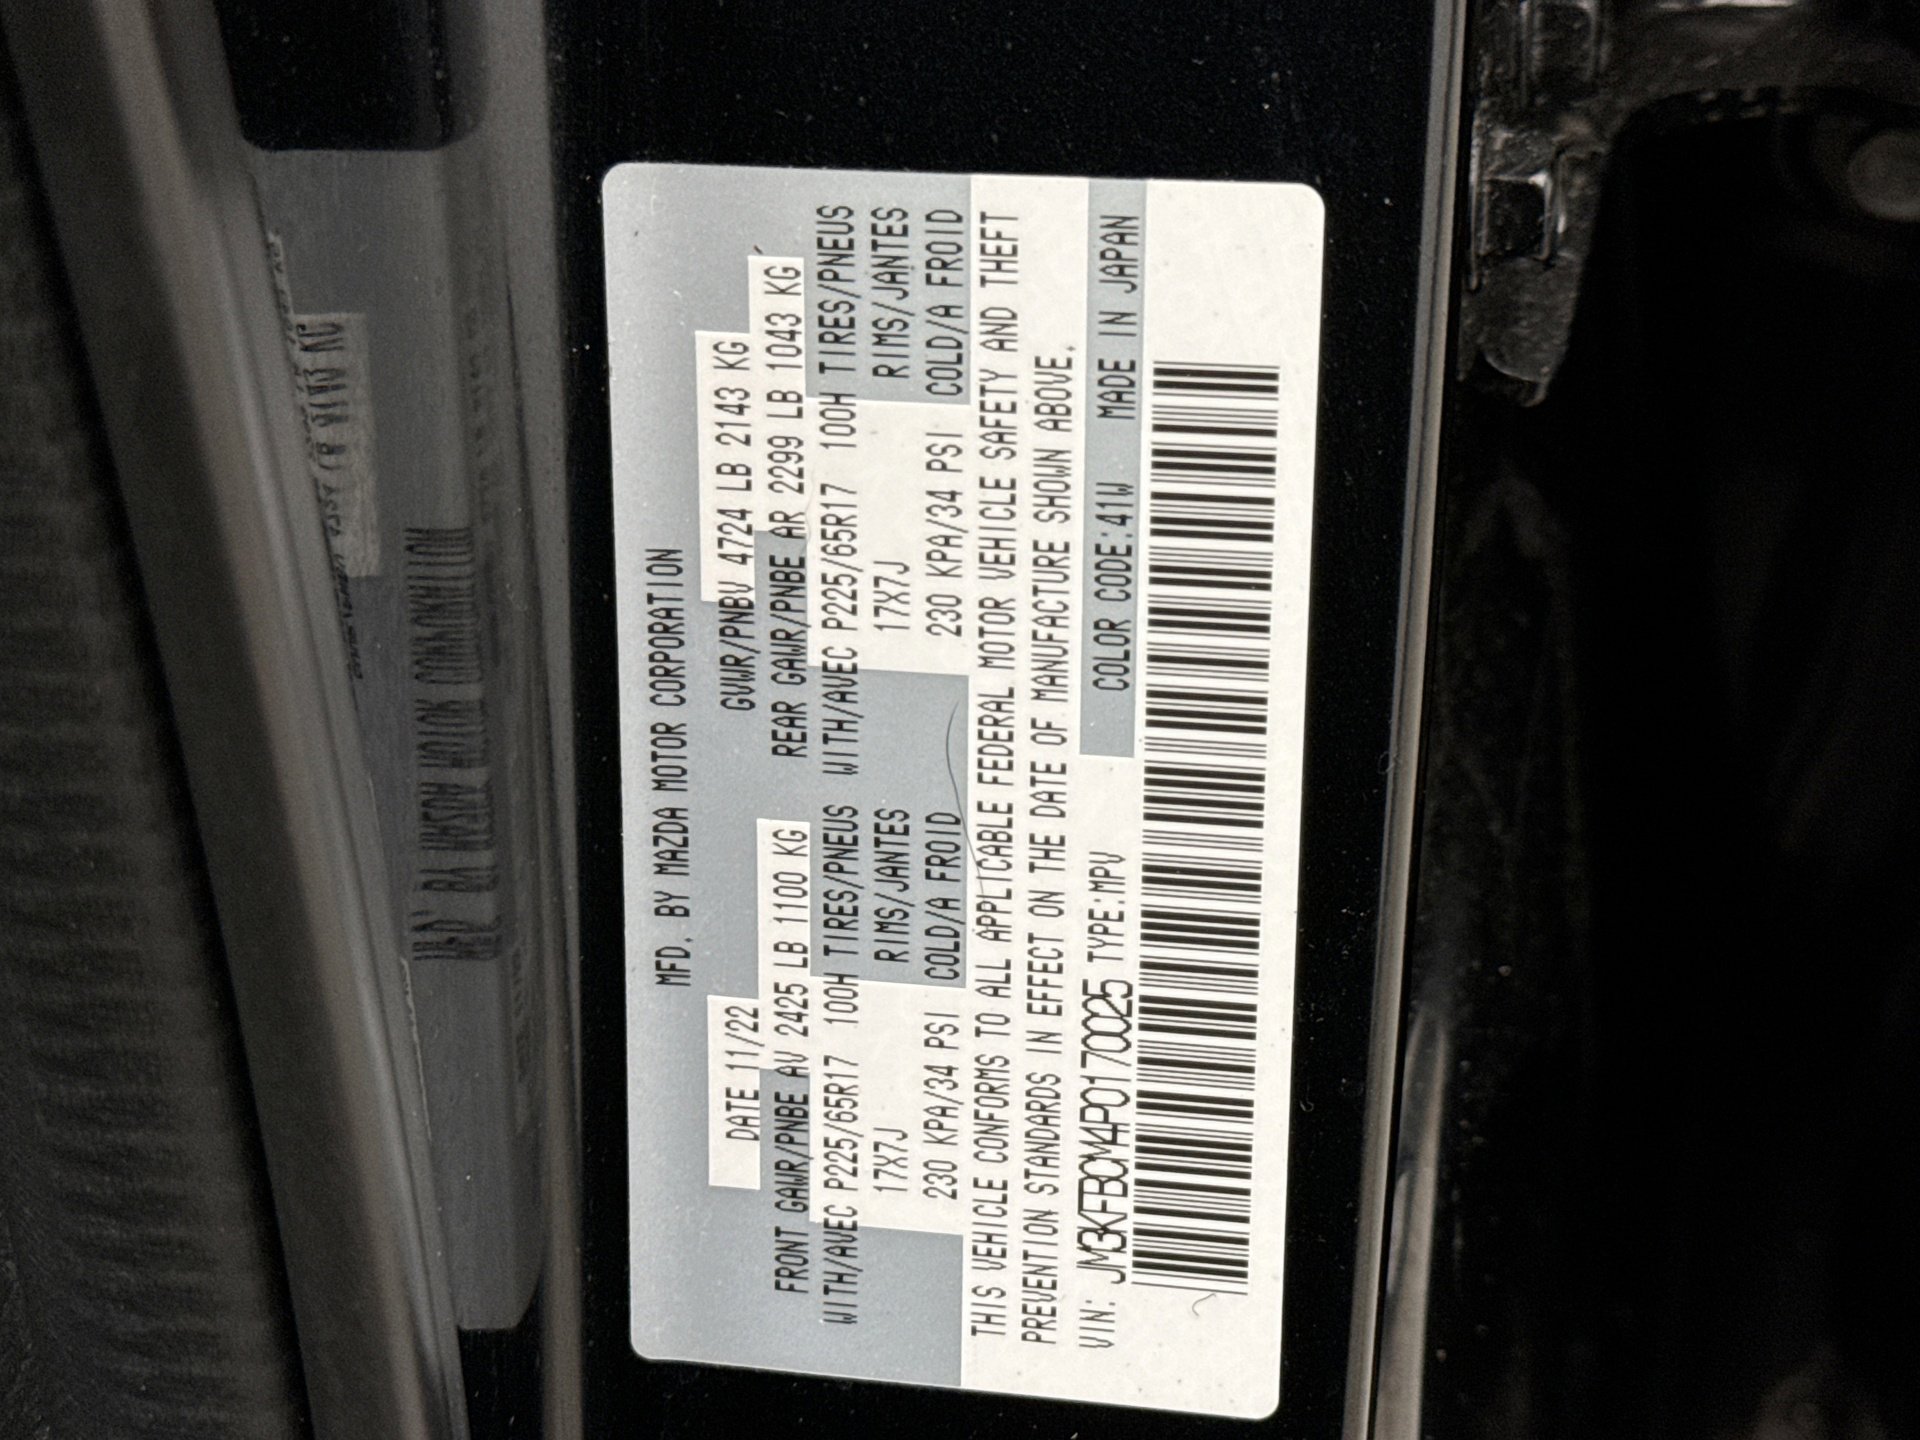 MFD. BY MAZDA MOTOR CORPORATION
DATE 11/22 GVWR/PNBV 4724 LB 2143 KG
FRONT GAWR/PNBE AV 2425 LB 1100 KG REAR GAWR/PNBE AR 2299 LB 1043 KG
WITH/AVEC P225/65R17 100H TIRES/PNEUS WITH/AVEC P225/65R17 100H TIRES/PNEUS
17X7J RIMS/JANTES 17X7J RIMS/JANTES
230 KPA/34 PSI COLD/A FROID 230 KPA/34 PSI COLD/A FROID
THIS VEHICLE CONFORMS TO ALL APPLICABLE FEDERAL MOTOR VEHICLE SAFETY AND THEFT
PREVENTION STANDARDS IN EFFECT ON THE DATE OF MANUFACTURE SHOWN ABOVE.
VIN: JM3KFBCM4P0170025 TYPE:MPV COLOR CODE:41W MADE IN JAPAN